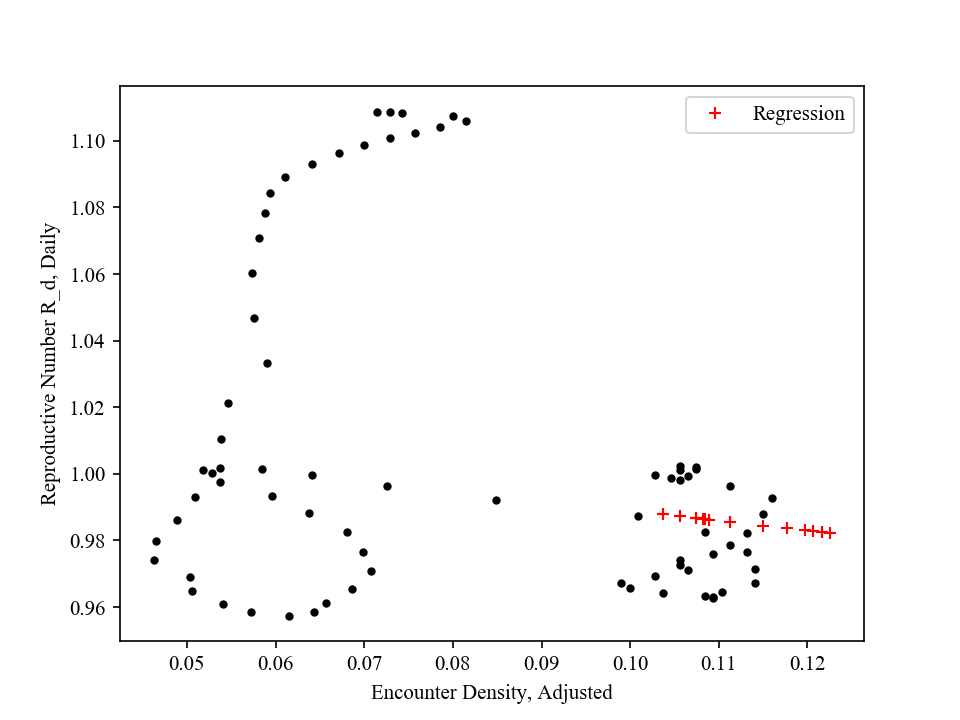 Regression
1.10
1.08
1.06
1.04
1.02
1.00
0.98
0.96
Reproductive Number R_d, Daily
0.05 0.06 0.07 0.08 0.09 0.10 0.11 0.12
Encounter Density, Adjusted